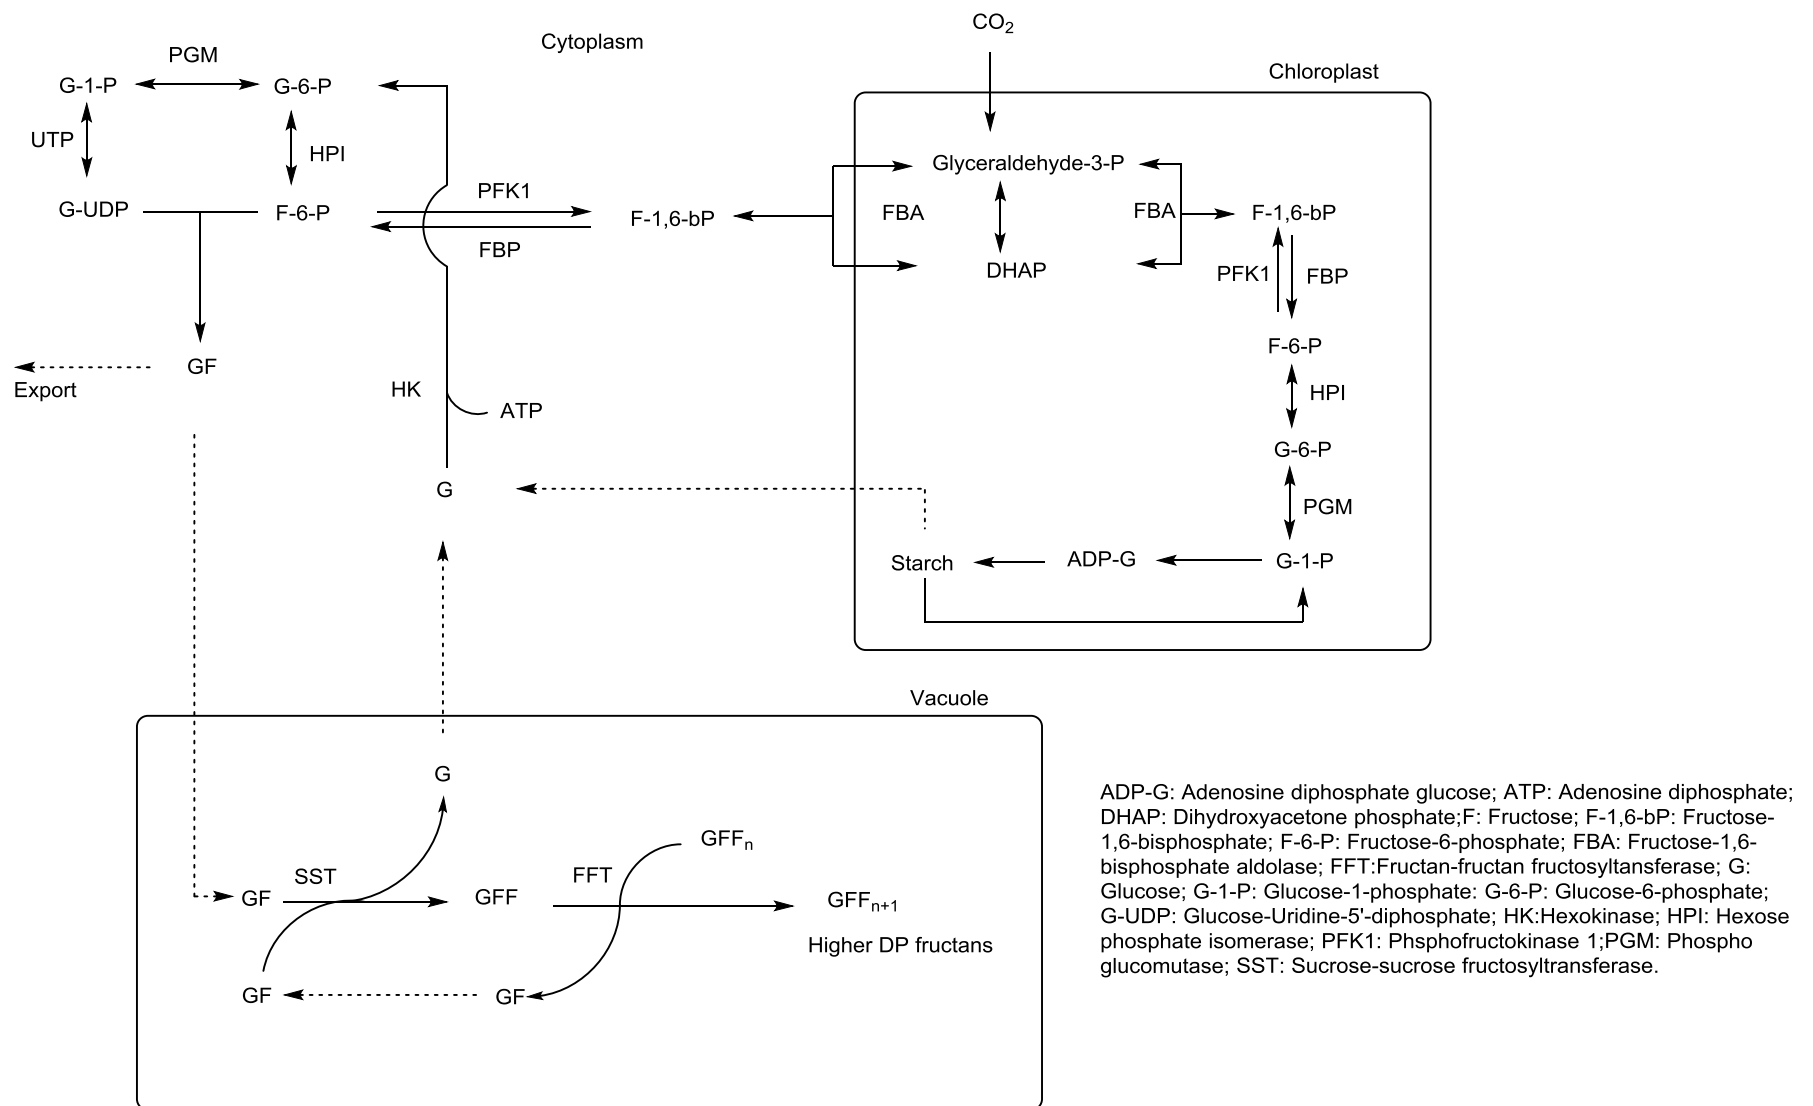 CO2
Cytoplasm
Chloroplast
PGM
G-1-P
G-6-P
UTP
HPI
G-UDP
F-6-P
PFK1
FBP
F-1,6-bP
FBA
Glyceraldehyde-3-P
DHAP
FBA
F-1,6-bP
PFK1
FBP
F-6-P
HPI
G-6-P
PGM
G-1-P
ADP-G
Starch
GF
Export
HK
ATP
G
Vacuole
G
GFFn
SST
FFT
GF
GFF
GFFn+1
Higher DP fructans
GF
GF
ADP-G: Adenosine diphosphate glucose; ATP: Adenosine diphosphate;
DHAP: Dihydroxyacetone phosphate;F: Fructose; F-1,6-bP: Fructose-
1,6-bisphosphate; F-6-P: Fructose-6-phosphate; FBA: Fructose-1,6-
bisphosphate aldolase; FFT:Fructan-fructan fructosyltansferase; G:
Glucose; G-1-P: Glucose-1-phosphate: G-6-P: Glucose-6-phosphate;
G-UDP: Glucose-Uridine-5'-diphosphate; HK:Hexokinase; HPI: Hexose
phosphate isomerase; PFK1: Phsphofructokinase 1;PGM: Phospho
glucomutase; SST: Sucrose-sucrose fructosyltransferase.